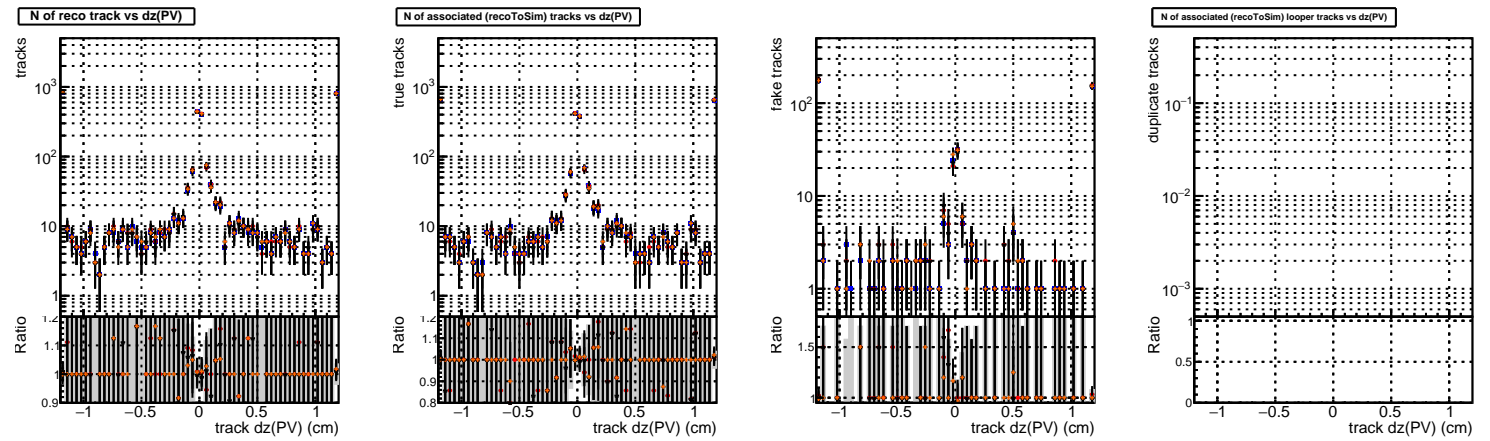 N of reco track vs dz(PV)
tracks
10³
10²
10
1
Ratio
1.2
1.1
1
0.9
−1 −0.5 0 0.5 1
track dz(PV) (cm)
N of associated (recoToSim) tracks vs dz(PV)
true tracks
10³
10²
10
1
Ratio
1.2
1.1
1
0.9
0.8
−1 −0.5 0 0.5 1
track dz(PV) (cm)
fake tracks
10²
10
1
Ratio
1.5
1
−1 −0.5 0 0.5 1
track dz(PV) (cm)
N of associated (recoToSim) looper tracks vs dz(PV)
duplicate tracks
10⁻¹
10⁻²
10⁻³
Ratio
1
0.5
0
−1 −0.5 0 0.5 1
track dz(PV) (cm)